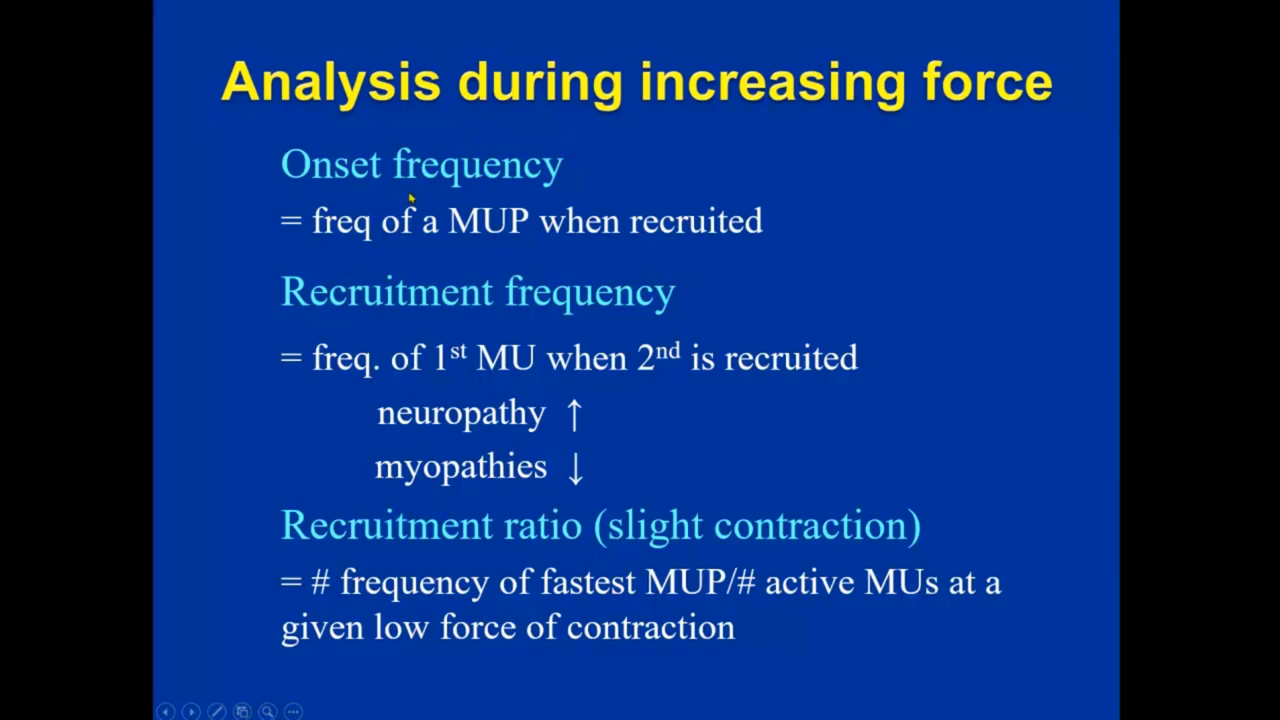 Analysis during increasing force
Onset frequency
= freq of a MUP when recruited
Recruitment frequency
= freq. of 1st MU when 2nd is recruited
neuropathy ↑
myopathies ↓
Recruitment ratio (slight contraction)
= # frequency of fastest MUP/# active MUs at a
given low force of contraction